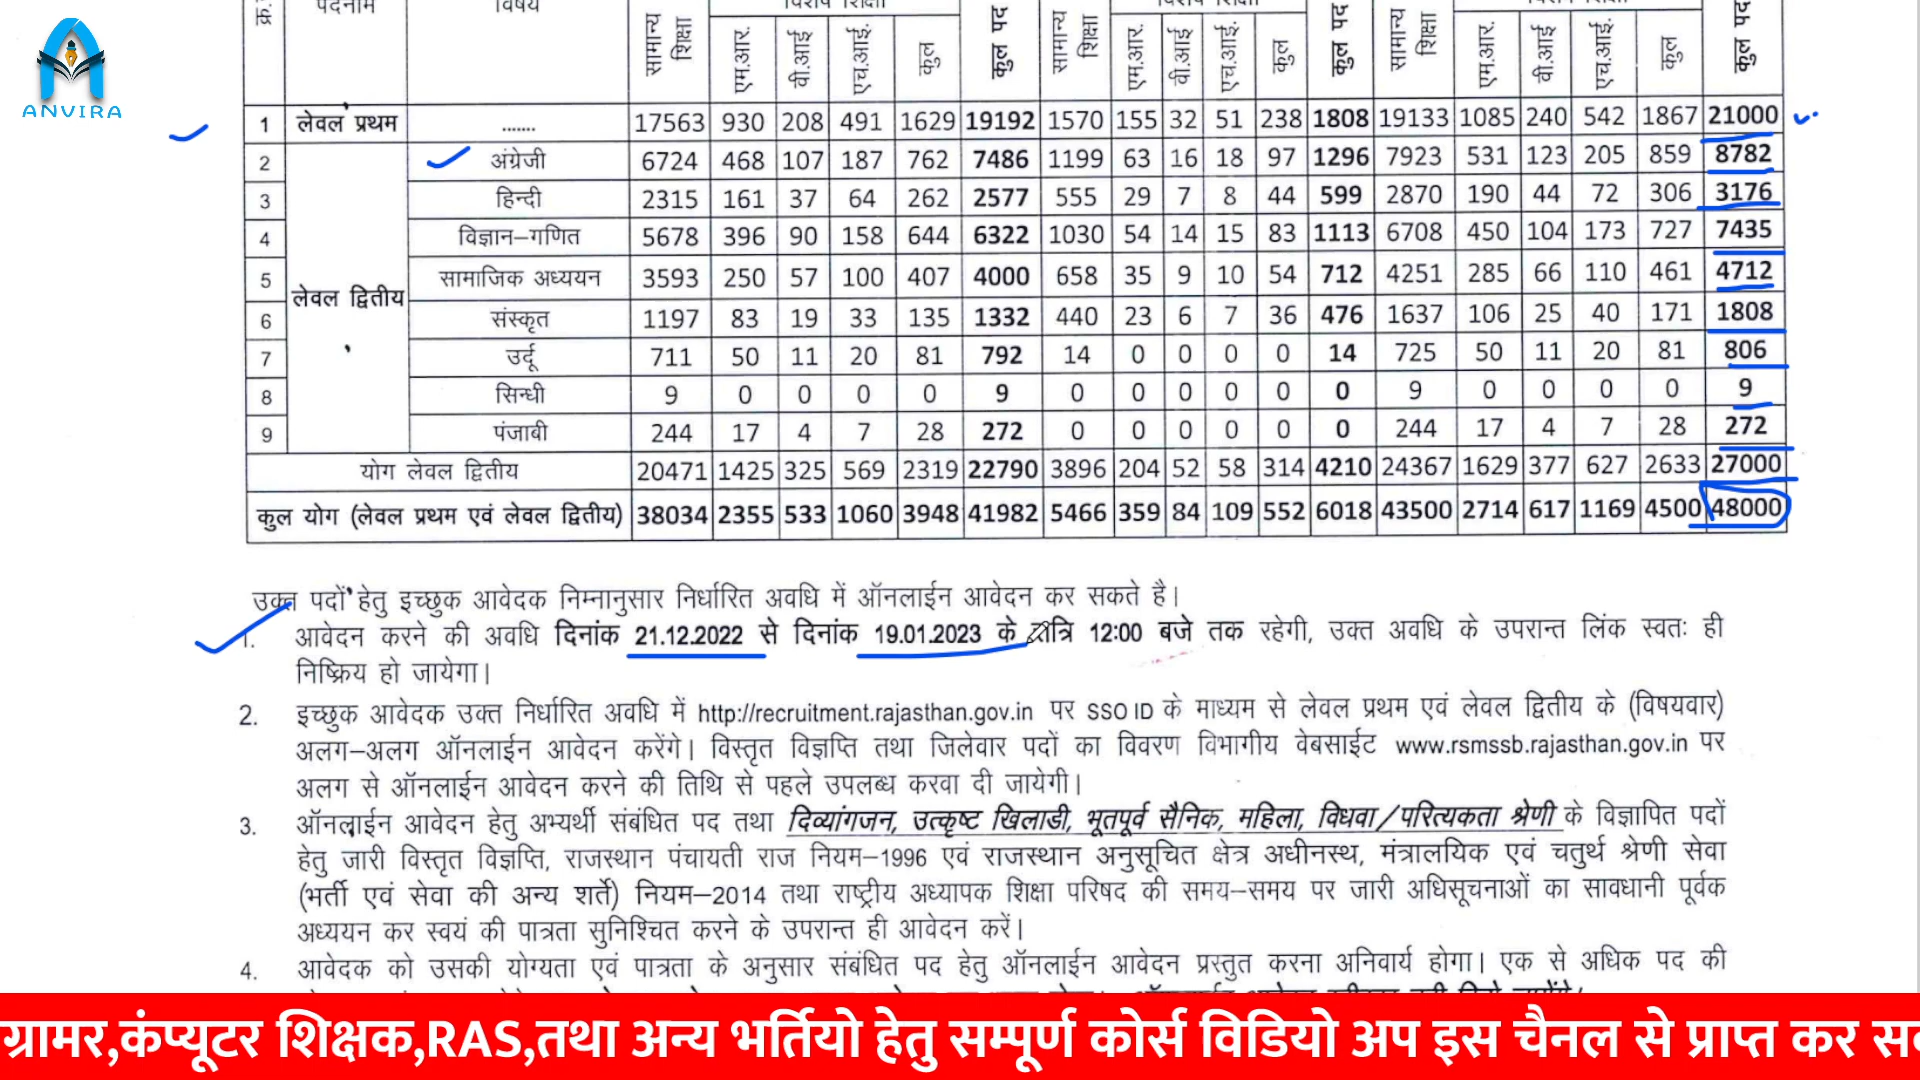 ANVIRA
पदनाम विषय विशेष शिक्षा
सामान्य शिक्षा एम.आर. वी.आई एच.आई. कुल कुल पद सामान्य शिक्षा एम.आर. वी.आई एच.आई. कुल कुल पद सामान्य शिक्षा एम.आर. वी.आई एच.आई. कुल कुल पद
1 लेवल प्रथम ....... 17563 930 208 491 1629 19192 1570 155 32 51 238 1808 19133 1085 240 542 1867 21000
2 अंग्रेजी 6724 468 107 187 762 7486 1199 63 16 18 97 1296 7923 531 123 205 859 8782
3 हिन्दी 2315 161 37 64 262 2577 555 29 7 8 44 599 2870 190 44 72 306 3176
4 विज्ञान–गणित 5678 396 90 158 644 6322 1030 54 14 15 83 1113 6708 450 104 173 727 7435
5 सामाजिक अध्ययन 3593 250 57 100 407 4000 658 35 9 10 54 712 4251 285 66 110 461 4712
लेवल द्वितीय
6 संस्कृत 1197 83 19 33 135 1332 440 23 6 7 36 476 1637 106 25 40 171 1808
7 उर्दू 711 50 11 20 81 792 14 0 0 0 0 14 725 50 11 20 81 806
8 सिन्धी 9 0 0 0 0 9 0 0 0 0 0 0 9 0 0 0 0 9
9 पंजाबी 244 17 4 7 28 272 0 0 0 0 0 0 244 17 4 7 28 272
योग लेवल द्वितीय 20471 1425 325 569 2319 22790 3896 204 52 58 314 4210 24367 1629 377 627 2633 27000
कुल योग (लेवल प्रथम एवं लेवल द्वितीय) 38034 2355 533 1060 3948 41982 5466 359 84 109 552 6018 43500 2714 617 1169 4500 48000
उक्त पदों हेतु इच्छुक आवेदक निम्नानुसार निर्धारित अवधि में ऑनलाईन आवेदन कर सकते है।
1. आवेदन करने की अवधि दिनांक 21.12.2022 से दिनांक 19.01.2023 के रात्रि 12:00 बजे तक रहेगी, उक्त अवधि के उपरान्त लिंक स्वतः ही
निष्क्रिय हो जायेगा।
2. इच्छुक आवेदक उक्त निर्धारित अवधि में http://recruitment.rajasthan.gov.in पर SSO ID के माध्यम से लेवल प्रथम एवं लेवल द्वितीय के (विषयवार)
अलग–अलग ऑनलाईन आवेदन करेंगे। विस्तृत विज्ञप्ति तथा जिलेवार पदों का विवरण विभागीय वेबसाईट www.rsmssb.rajasthan.gov.in पर
अलग से ऑनलाईन आवेदन करने की तिथि से पहले उपलब्ध करवा दी जायेगी।
3. ऑनलाईन आवेदन हेतु अभ्यर्थी संबंधित पद तथा दिव्यांगजन, उत्कृष्ट खिलाडी, भूतपूर्व सैनिक, महिला, विधवा/परित्यकता श्रेणी के विज्ञापित पदों
हेतु जारी विस्तृत विज्ञप्ति, राजस्थान पंचायती राज नियम–1996 एवं राजस्थान अनुसूचित क्षेत्र अधीनस्थ, मंत्रालयिक एवं चतुर्थ श्रेणी सेवा
(भर्ती एवं सेवा की अन्य शर्ते) नियम–2014 तथा राष्ट्रीय अध्यापक शिक्षा परिषद की समय–समय पर जारी अधिसूचनाओं का सावधानी पूर्वक
अध्ययन कर स्वयं की पात्रता सुनिश्चित करने के उपरान्त ही आवेदन करें।
4. आवेदक को उसकी योग्यता एवं पात्रता के अनुसार संबंधित पद हेतु ऑनलाईन आवेदन प्रस्तुत करना अनिवार्य होगा। एक से अधिक पद की
ग्रामर,कंप्यूटर शिक्षक,RAS,तथा अन्य भर्तियो हेतु सम्पूर्ण कोर्स विडियो अप इस चैनल से प्राप्त कर